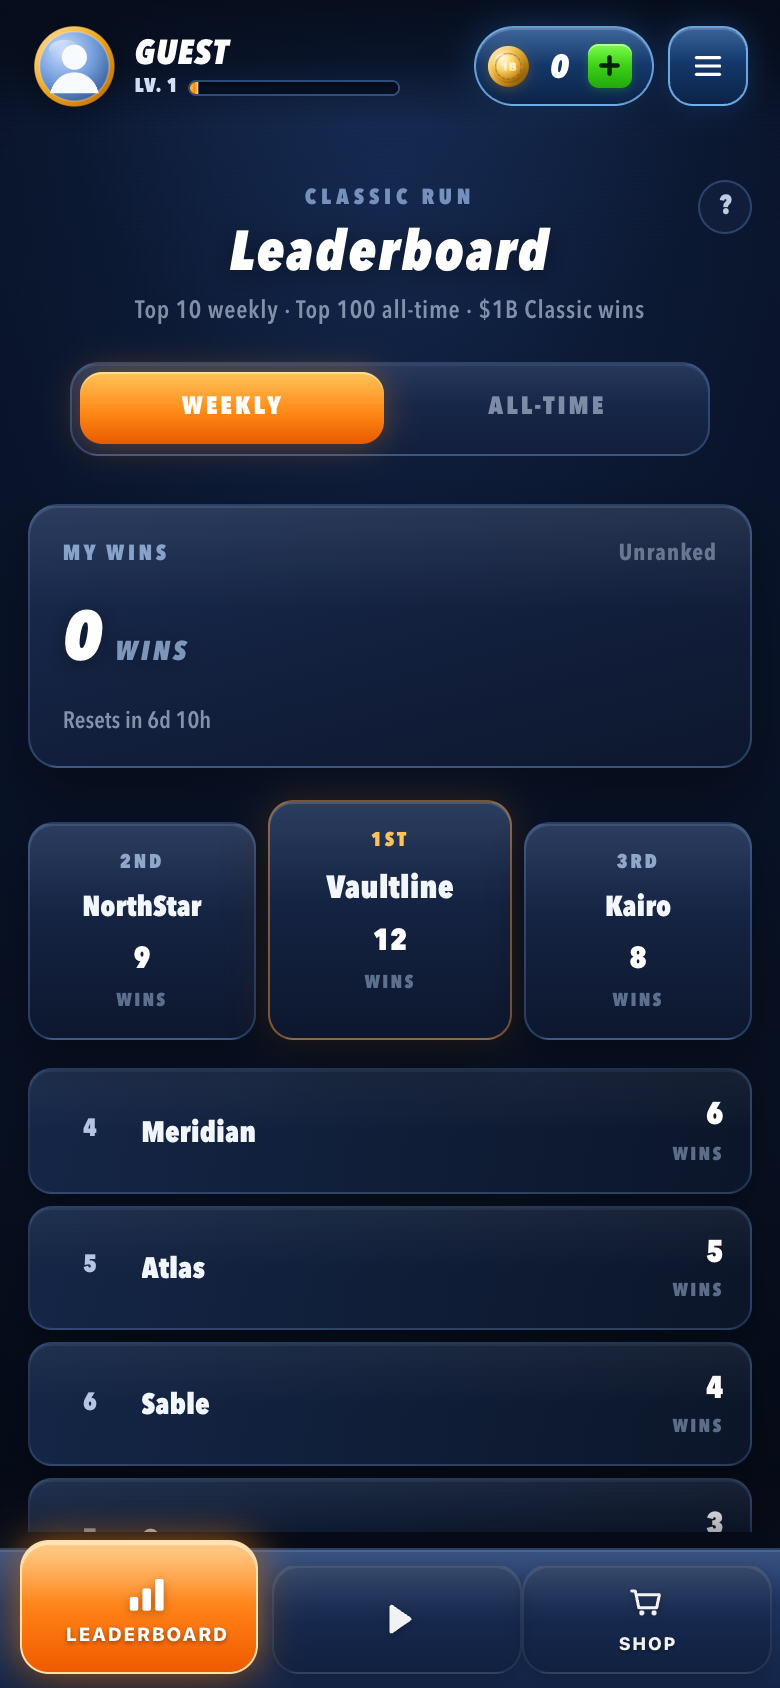 GUEST
LV. 1
1B
0
CLASSIC RUN
?
Leaderboard
Top 10 weekly · Top 100 all-time · $1B Classic wins
WEEKLY
ALL-TIME
MY WINS
Unranked
0 WINS
Resets in 6d 10h
2ND
NorthStar
9
WINS
1ST
Vaultline
12
WINS
3RD
Kairo
8
WINS
4
Meridian
6
WINS
5
Atlas
5
WINS
6
Sable
4
WINS
3
LEADERBOARD
SHOP